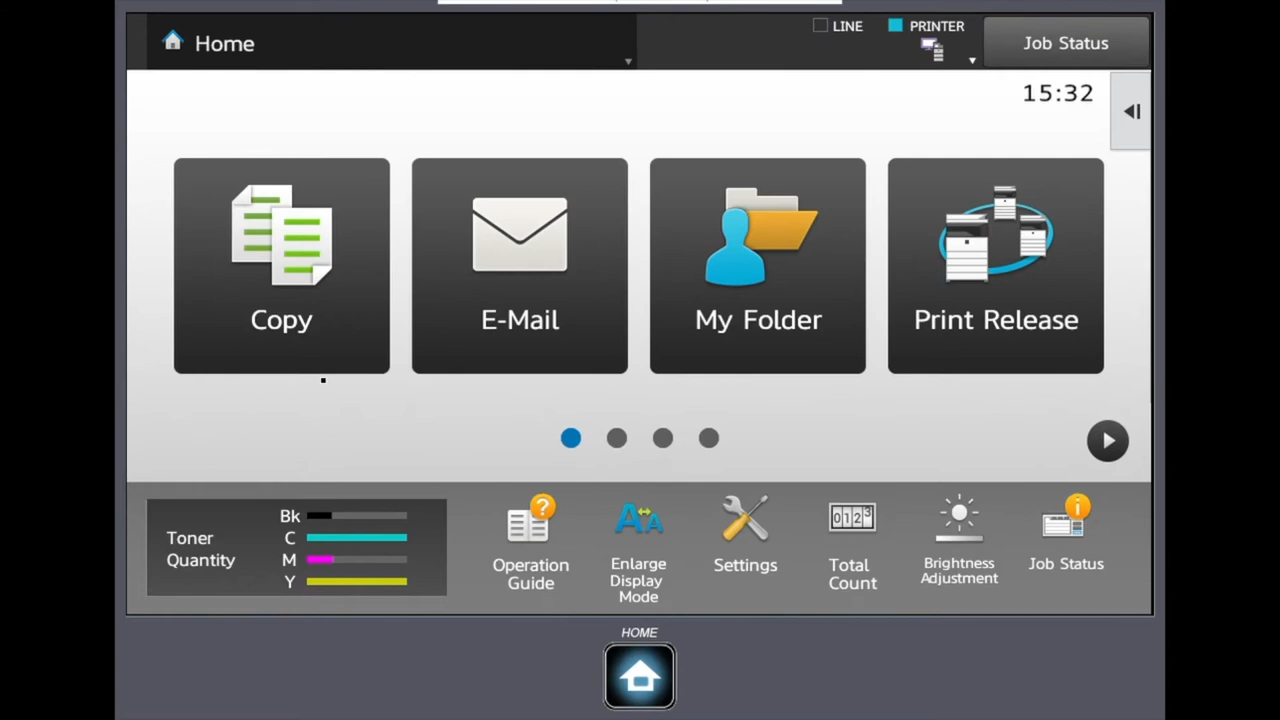 Home
LINE
PRINTER
Job Status
15:32
Copy
E-Mail
My Folder
Print Release
Toner
Quantity
Bk
C
M
Y
Operation
Guide
Enlarge
Display
Mode
Settings
0123
Total
Count
Brightness
Adjustment
Job Status
HOME